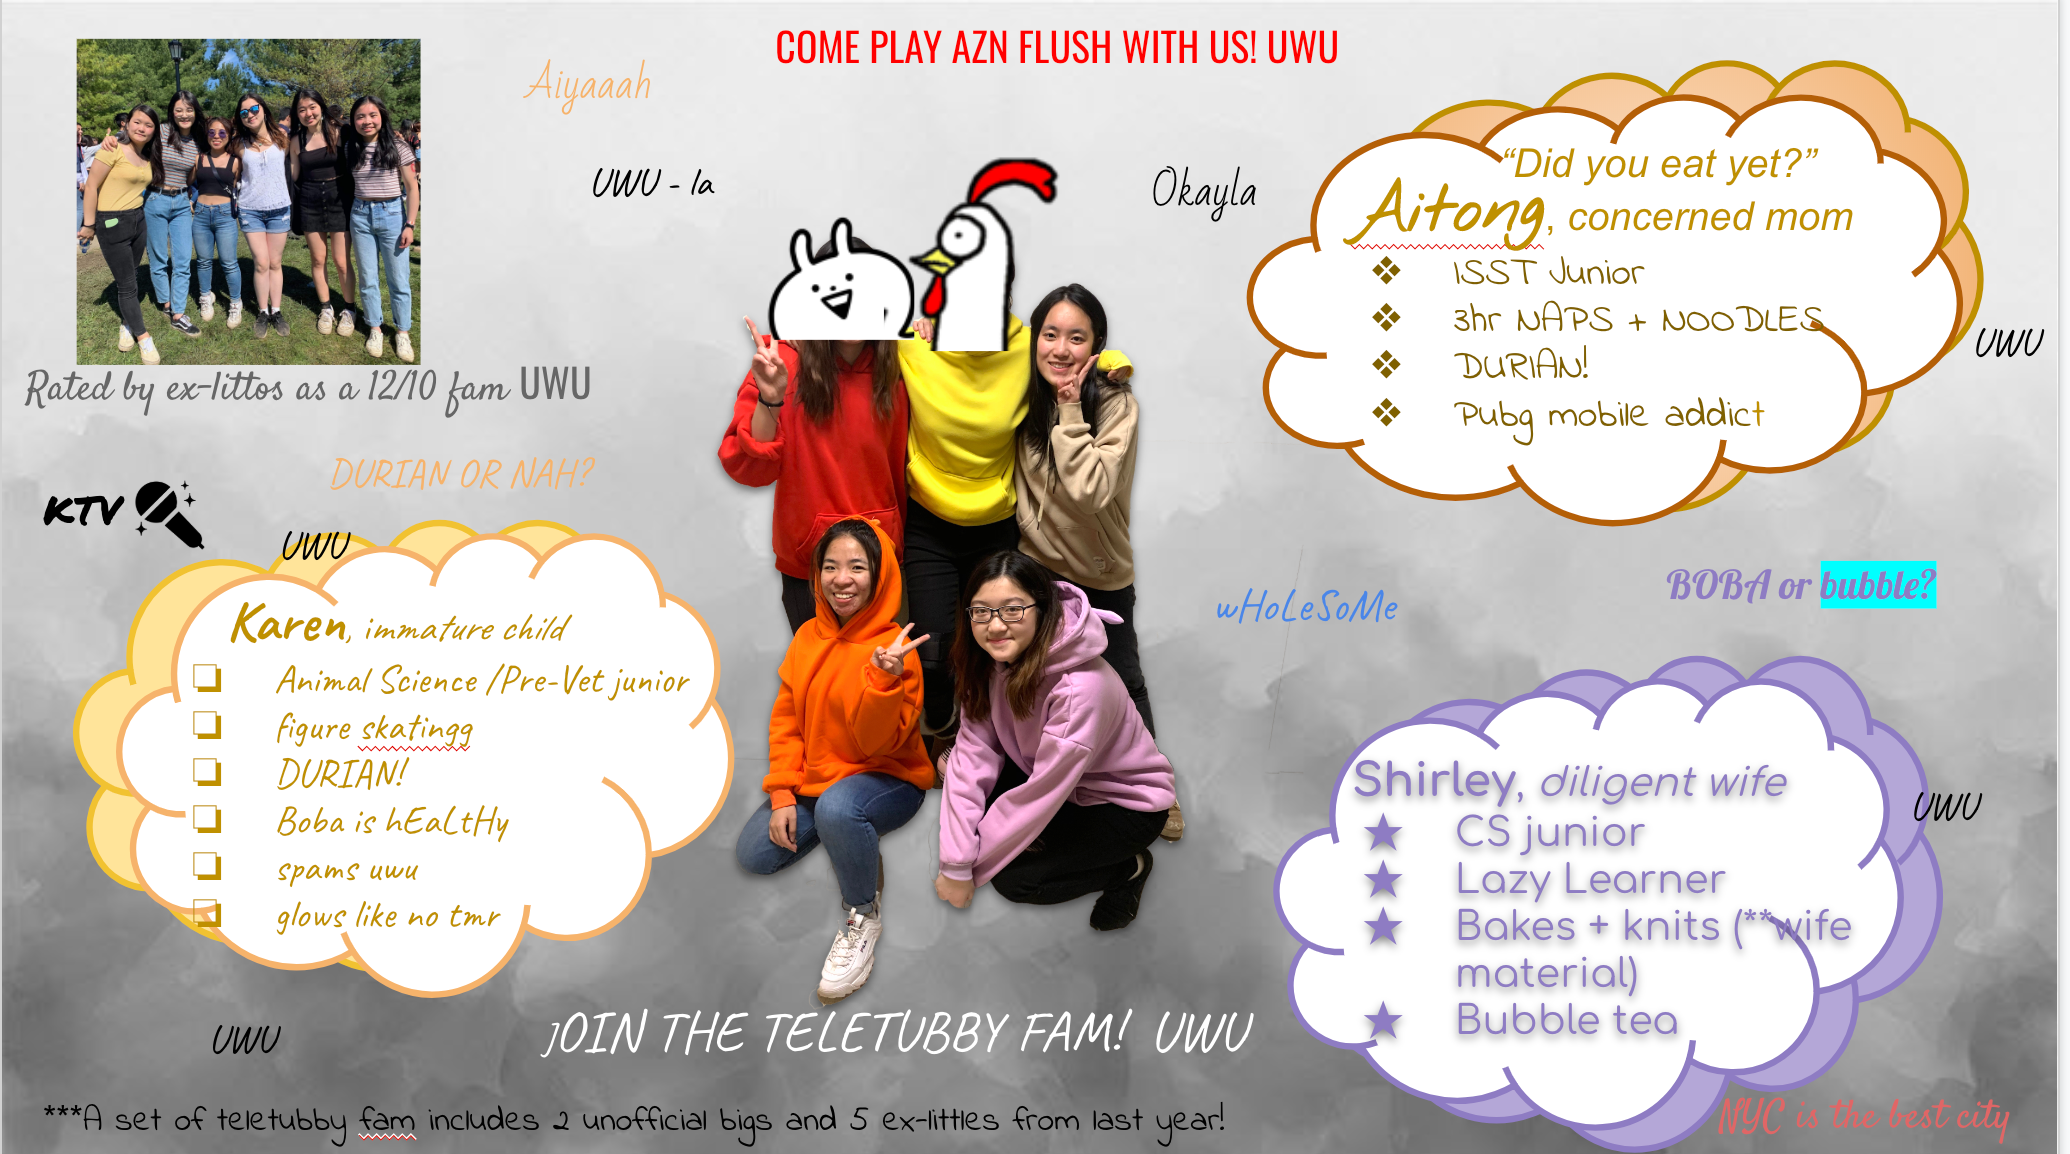 COME PLAY AZN FLUSH WITH US! UWU
Aiyaaah
UWU - la
Okayla
Rated by ex-littos as a 12/10 fam UWU
DURIAN OR NAH?
KTV
UWU
Karen, immature child
❏ Animal Science /Pre-Vet junior
❏ figure skatingg
❏ DURIAN!
❏ Boba is hEaLtHy
❏ spams uwu
❏ glows like no tmr
UWU
“Did you eat yet?”
Aitong, concerned mom
❖ ISST Junior
❖ 3hr NAPS + NOODLES
❖ DURIAN!
❖ Pubg mobile addict
UWU
BOBA or bubble?
wHoLeSoMe
Shirley, diligent wife
★ CS junior
★ Lazy Learner
★ Bakes + knits (**wife
material)
★ Bubble tea
UWU
JOIN THE TELETUBBY FAM! UWU
***A set of teletubby fam includes 2 unofficial bigs and 5 ex-littles from last year!
NYC is the best city